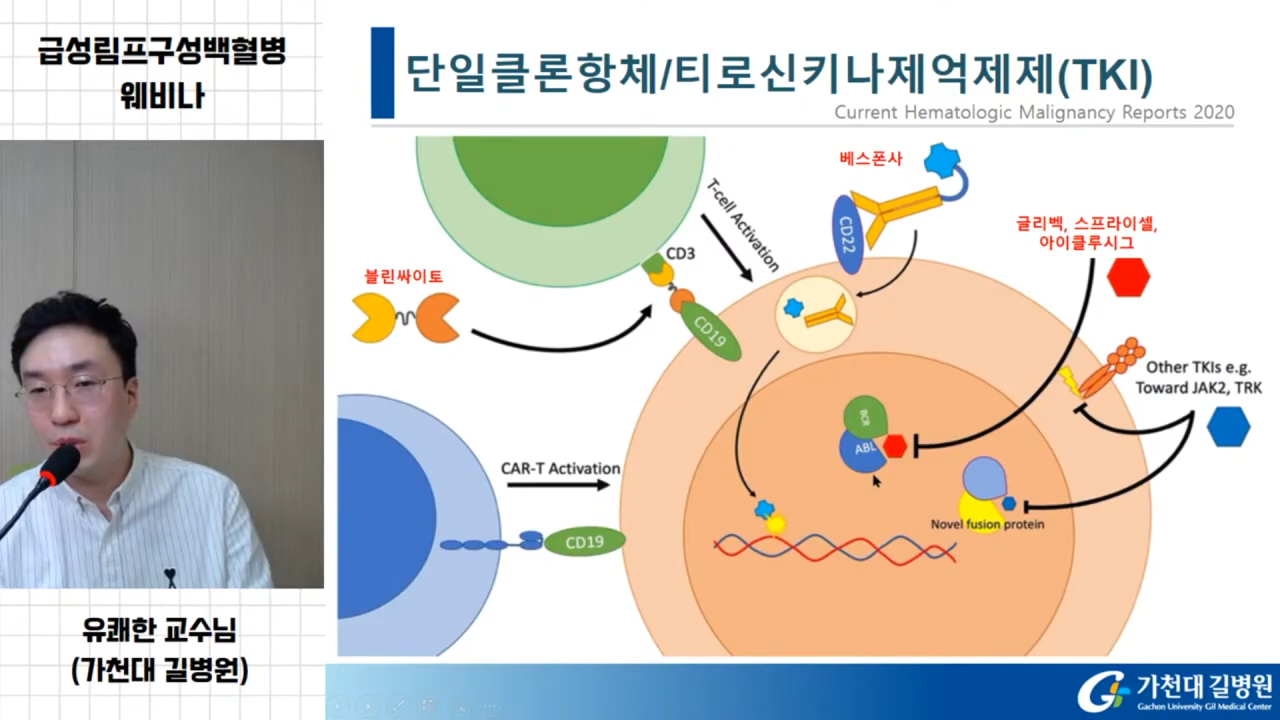 급성림프구성백혈병
웨비나
단일클론항체/티로신키나제억제제(TKI)
Current Hematologic Malignancy Reports 2020
베스폰사
T-cell Activation
CD3
CD22
글리벡, 스프라이셀,
아이클루시그
블린싸이토
CD19
Other TKIs e.g.
Toward JAK2, TRK
BCR
ABL
CAR-T Activation
CD19
Novel fusion protein
유쾌한 교수님
(가천대 길병원)
가천대 길병원
Gachon University Gil Medical Center